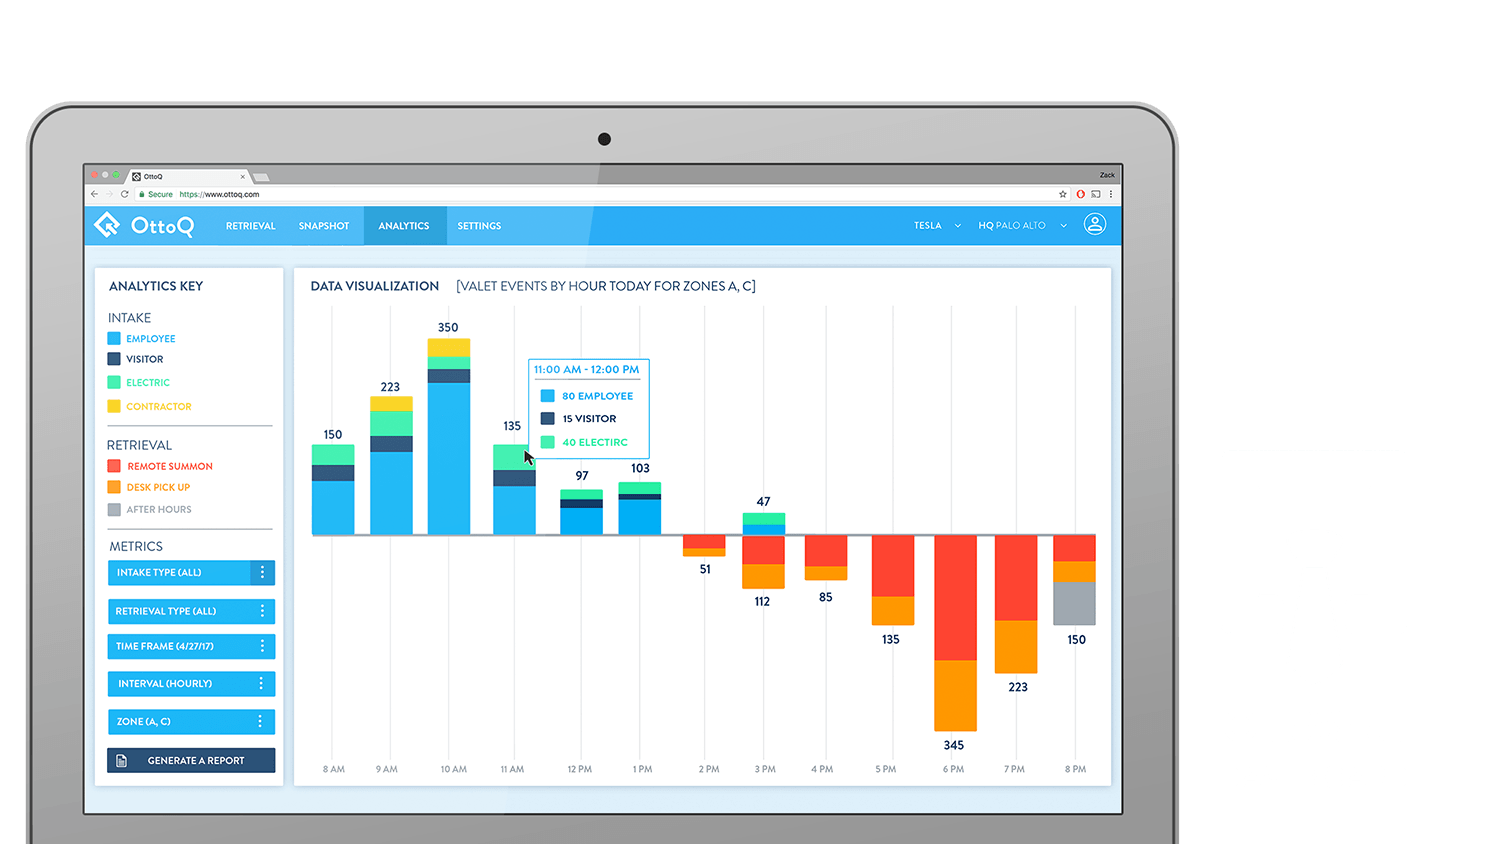 OttoQ
Zack
Secure https://www.ottoq.com
OttoQ RETRIEVAL SNAPSHOT ANALYTICS SETTINGS TESLA HQ PALO ALTO
ANALYTICS KEY
INTAKE
EMPLOYEE
VISITOR
ELECTRIC
CONTRACTOR
RETRIEVAL
REMOTE SUMMON
DESK PICK UP
AFTER HOURS
METRICS
INTAKE TYPE (ALL)
RETRIEVAL TYPE (ALL)
TIME FRAME (4/27/17)
INTERVAL (HOURLY)
ZONE (A, C)
GENERATE A REPORT
DATA VISUALIZATION [VALET EVENTS BY HOUR TODAY FOR ZONES A, C]
150
223
350
135
11:00 AM - 12:00 PM
80 EMPLOYEE
15 VISITOR
40 ELECTIRC
97
103
47
51
112
85
135
345
223
150
8 AM 9 AM 10 AM 11 AM 12 PM 1 PM 2 PM 3 PM 4 PM 5 PM 6 PM 7 PM 8 PM